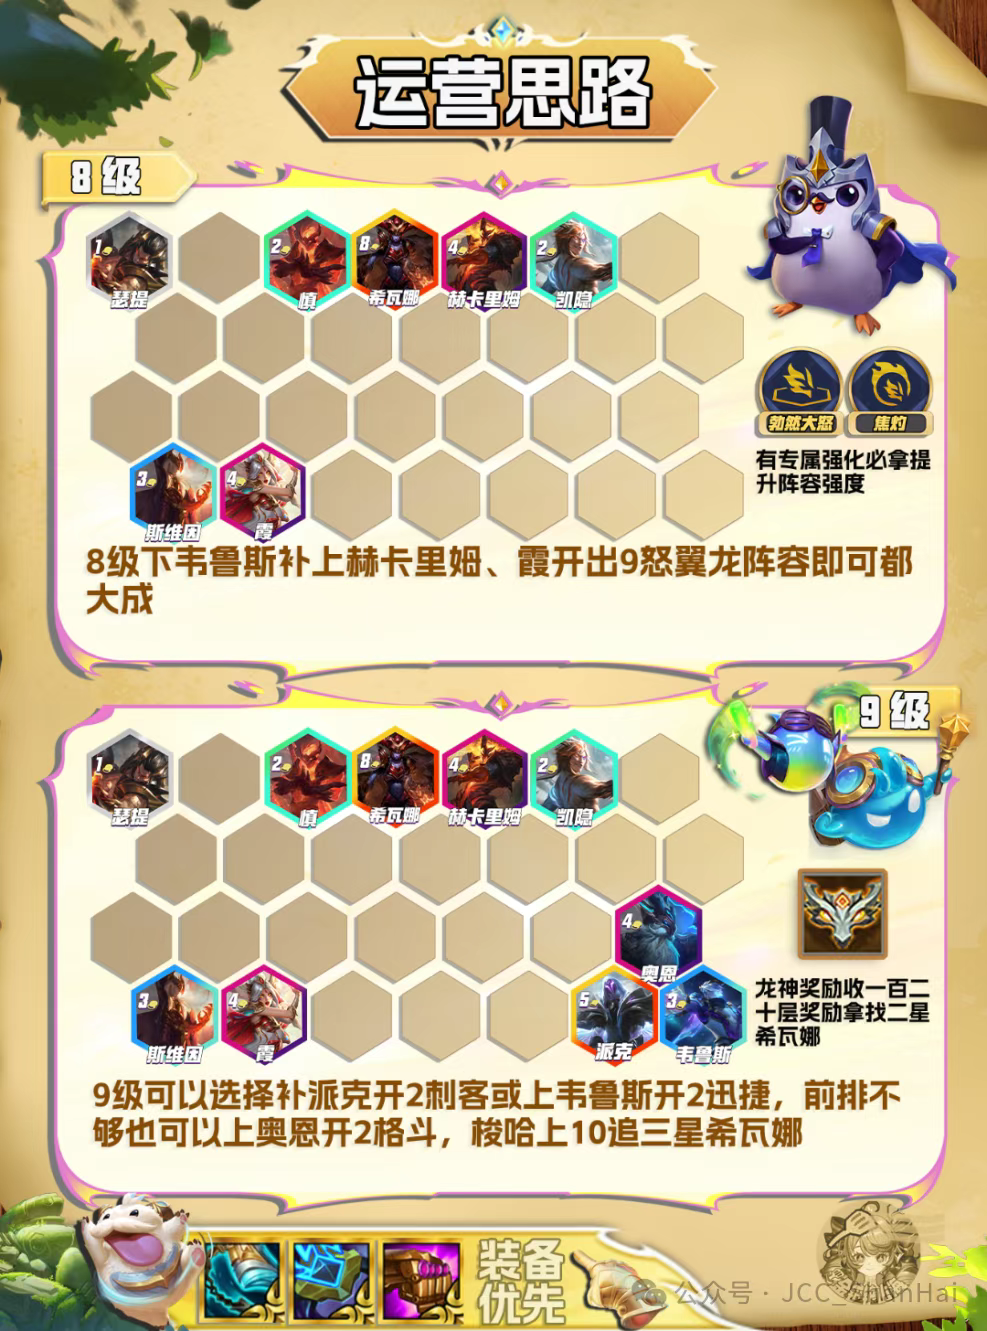 运营思路
8 级
1
瑟提
2
慎
8
希瓦娜
4
赫卡里姆
2
凯隐
勃然大怒
焦灼
有专属强化必拿提
升阵容强度
3
斯维因
4
霞
8级下韦鲁斯补上赫卡里姆、霞开出9怒翼龙阵容即可都
大成
9 级
1
瑟提
2
慎
8
希瓦娜
4
赫卡里姆
2
凯隐
4
奥恩
3
斯维因
4
霞
5
派克
3
韦鲁斯
龙神奖励收一百二
十层奖励拿找二星
希瓦娜
9级可以选择补派克开2刺客或上韦鲁斯开2迅捷，前排不
够也可以上奥恩开2格斗，梭哈上10追三星希瓦娜
装备
优先
公众号 · JCC_ShanHai